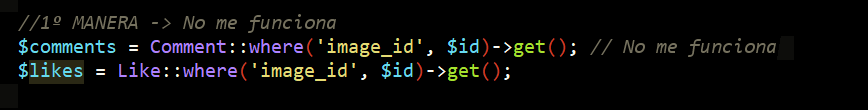 //1º MANERA -> No me funciona
$comments = Comment::where('image_id', $id)->get(); // No me funciona
$likes = Like::where('image_id', $id)->get();